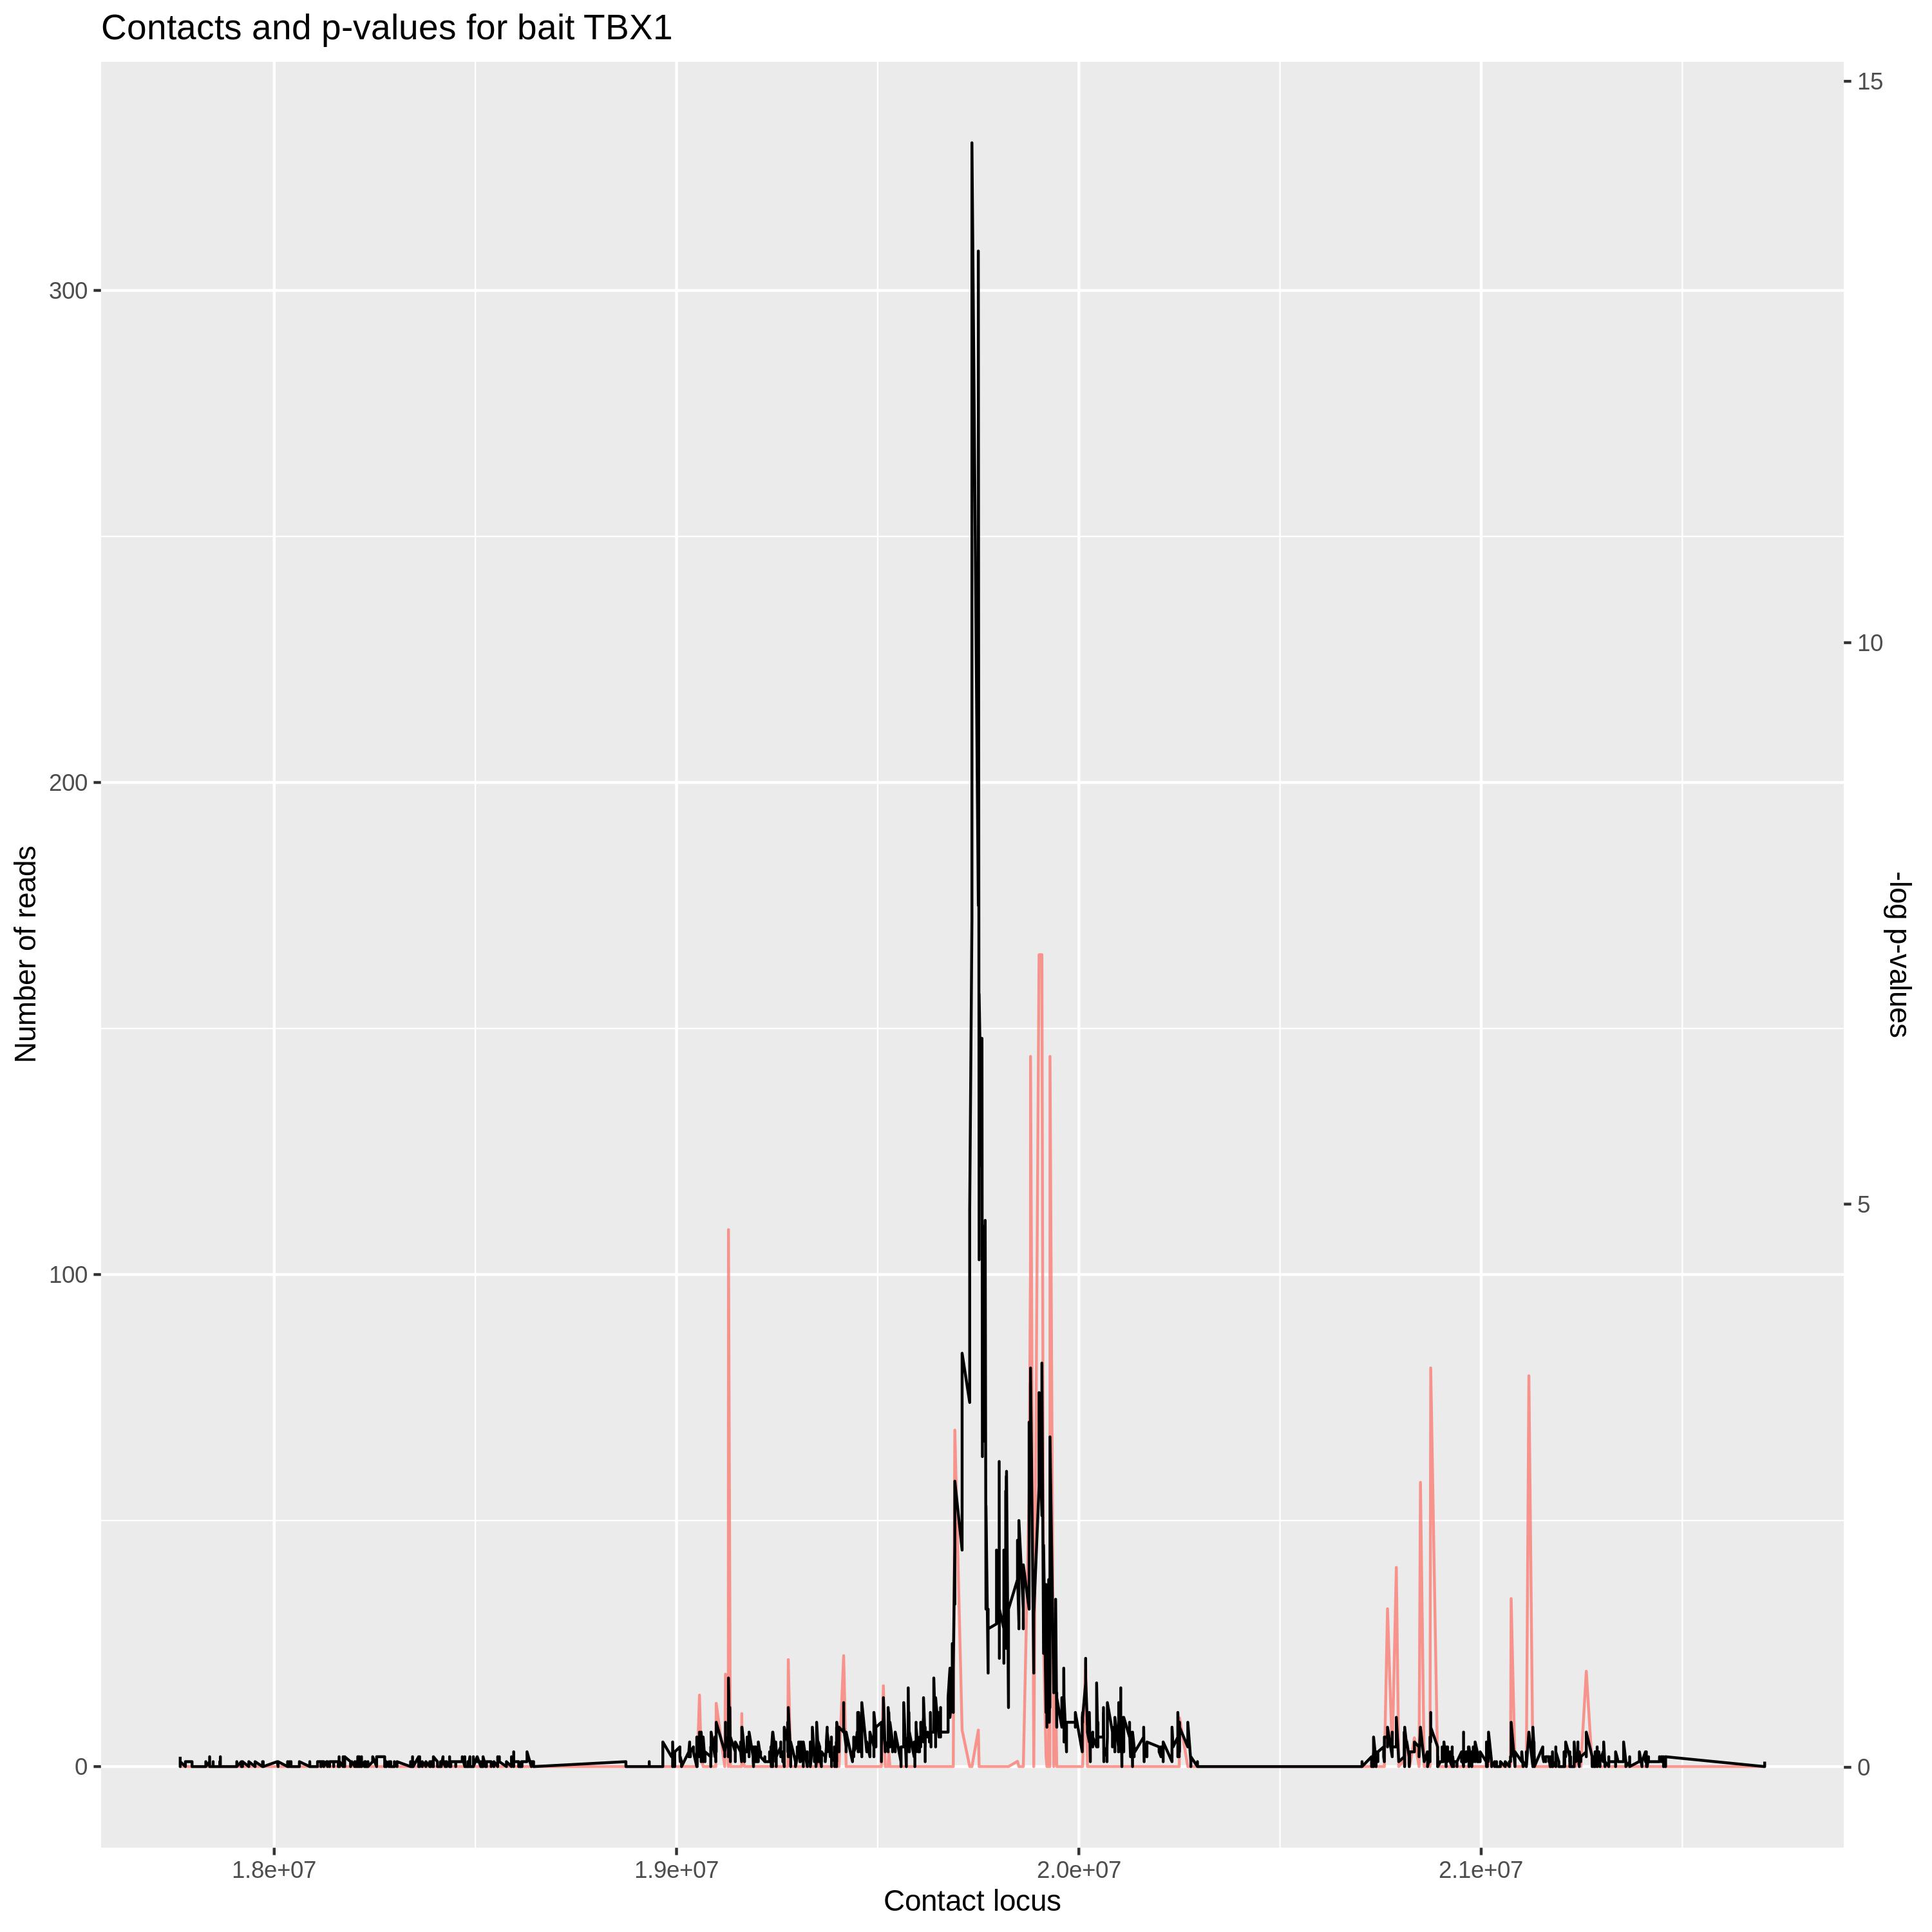 Contacts and p-values for bait TBX1
15
300
10
200
Number of reads
-log p-values
5
100
0
0
1.8e+07
1.9e+07
2.0e+07
2.1e+07
Contact locus